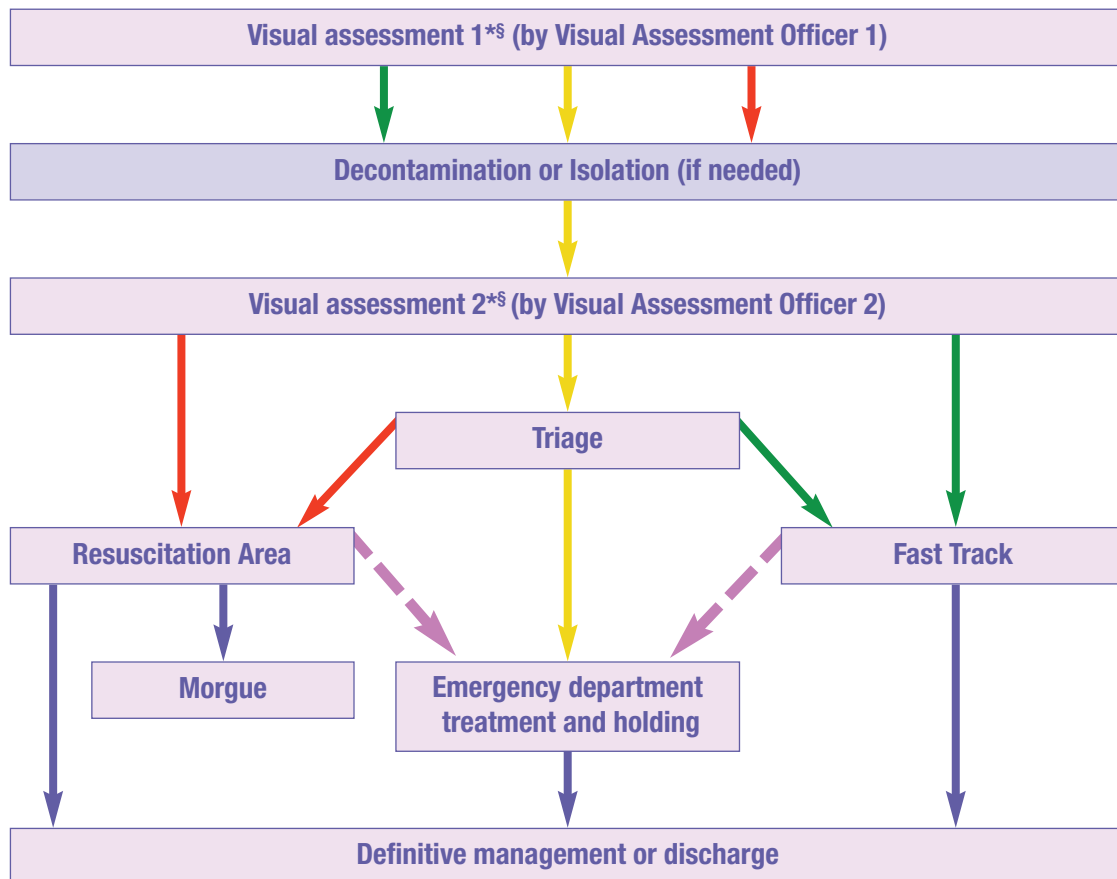 Visual assessment 1*§ (by Visual Assessment Officer 1)
Decontamination or Isolation (if needed)
Visual assessment 2*§ (by Visual Assessment Officer 2)
Triage
Resuscitation Area
Fast Track
Morgue
Emergency department
treatment and holding
Definitive management or discharge